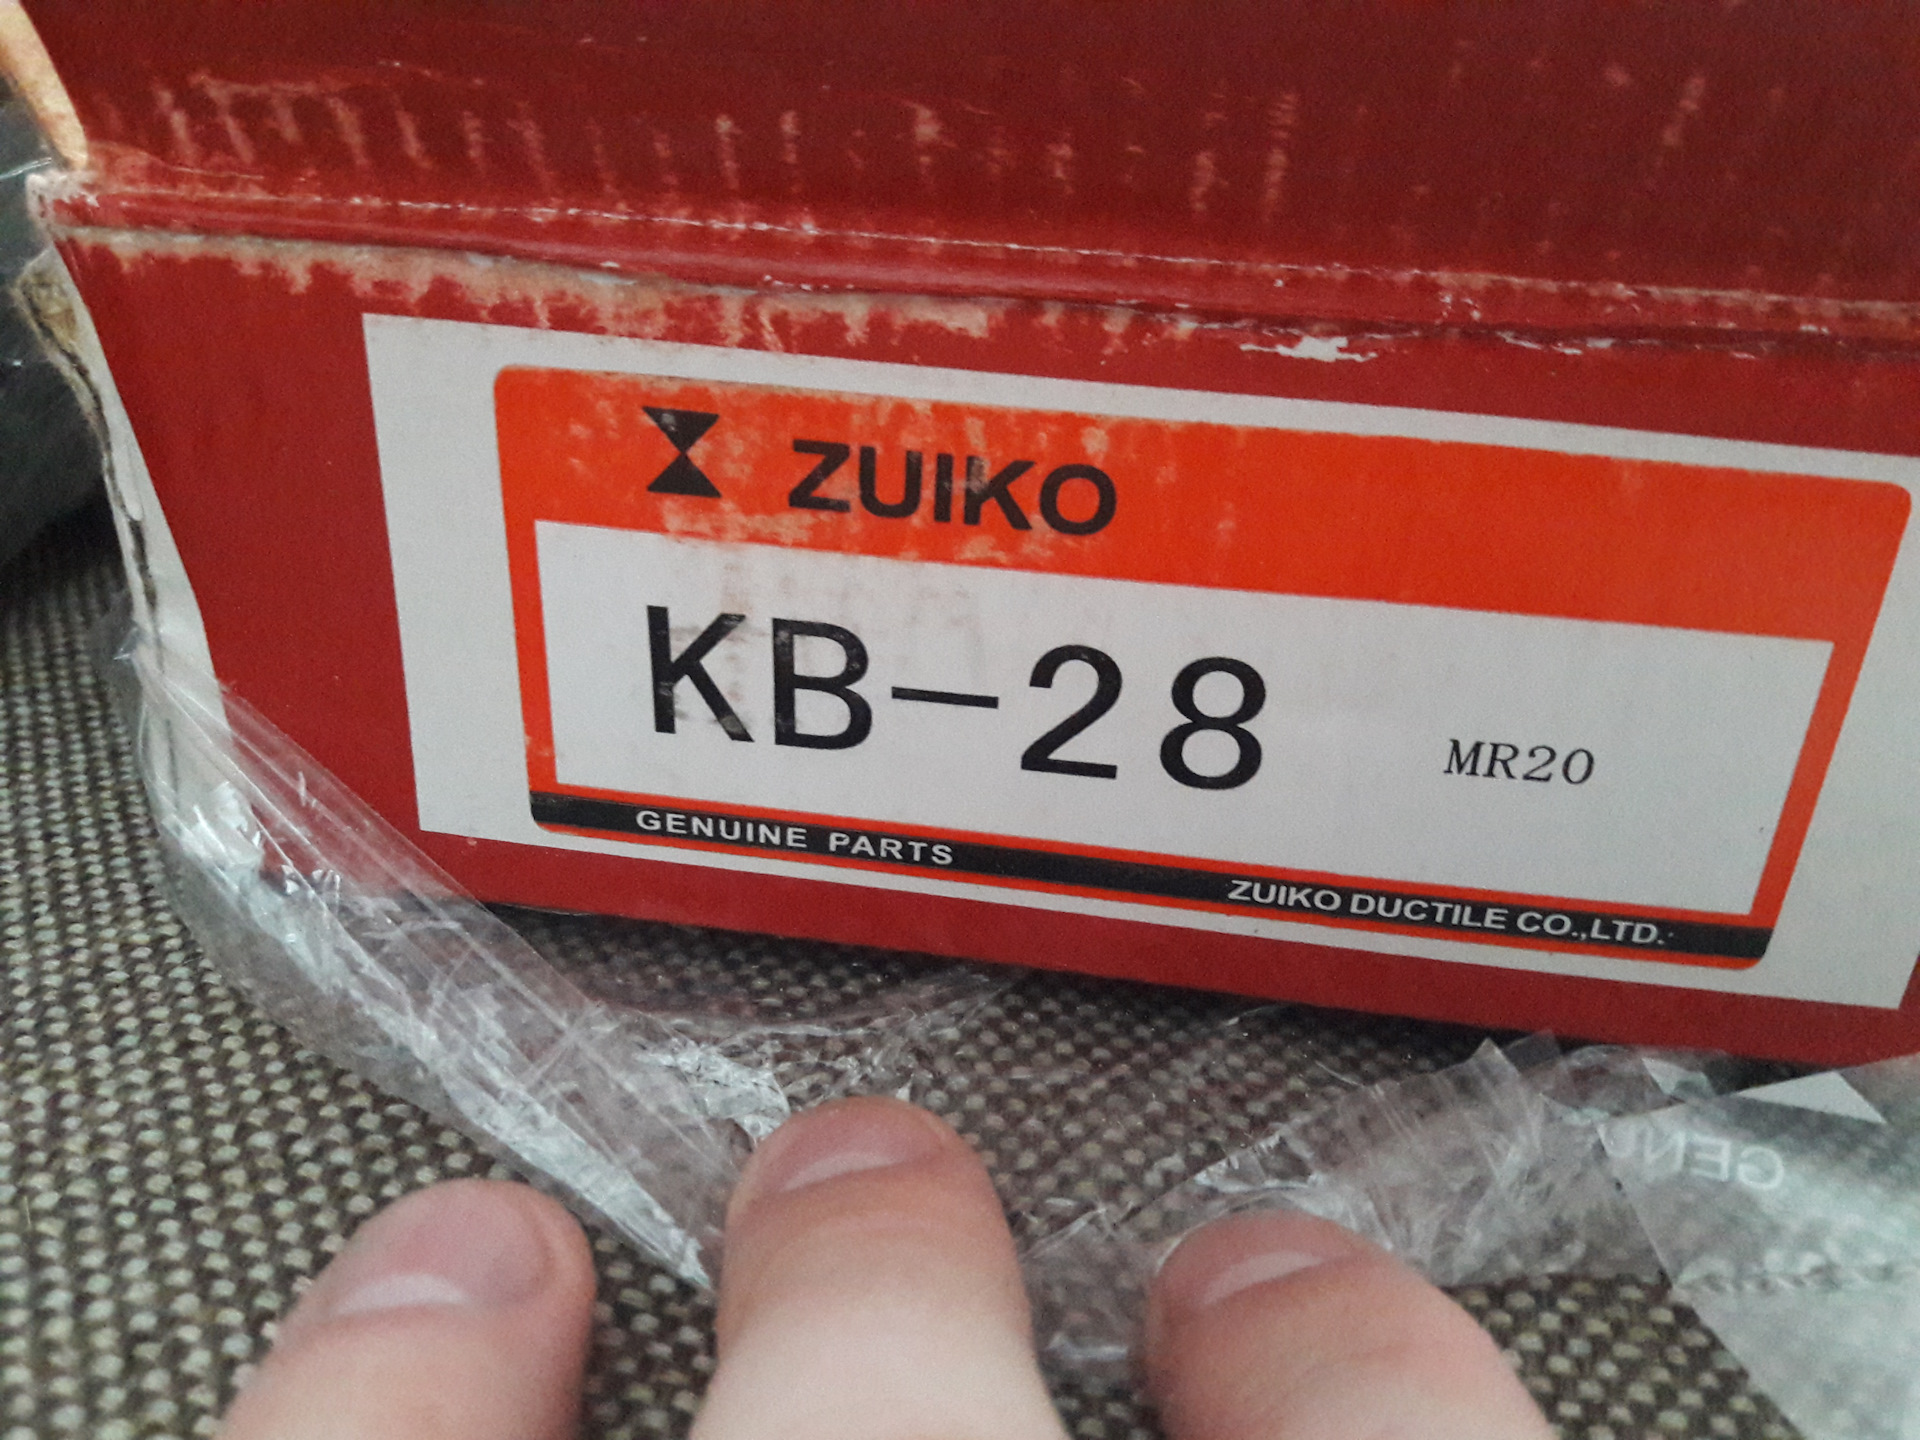 ZUIKO
KB-28 MR20
GENUINE PARTS
ZUIKO DUCTILE CO.,LTD.